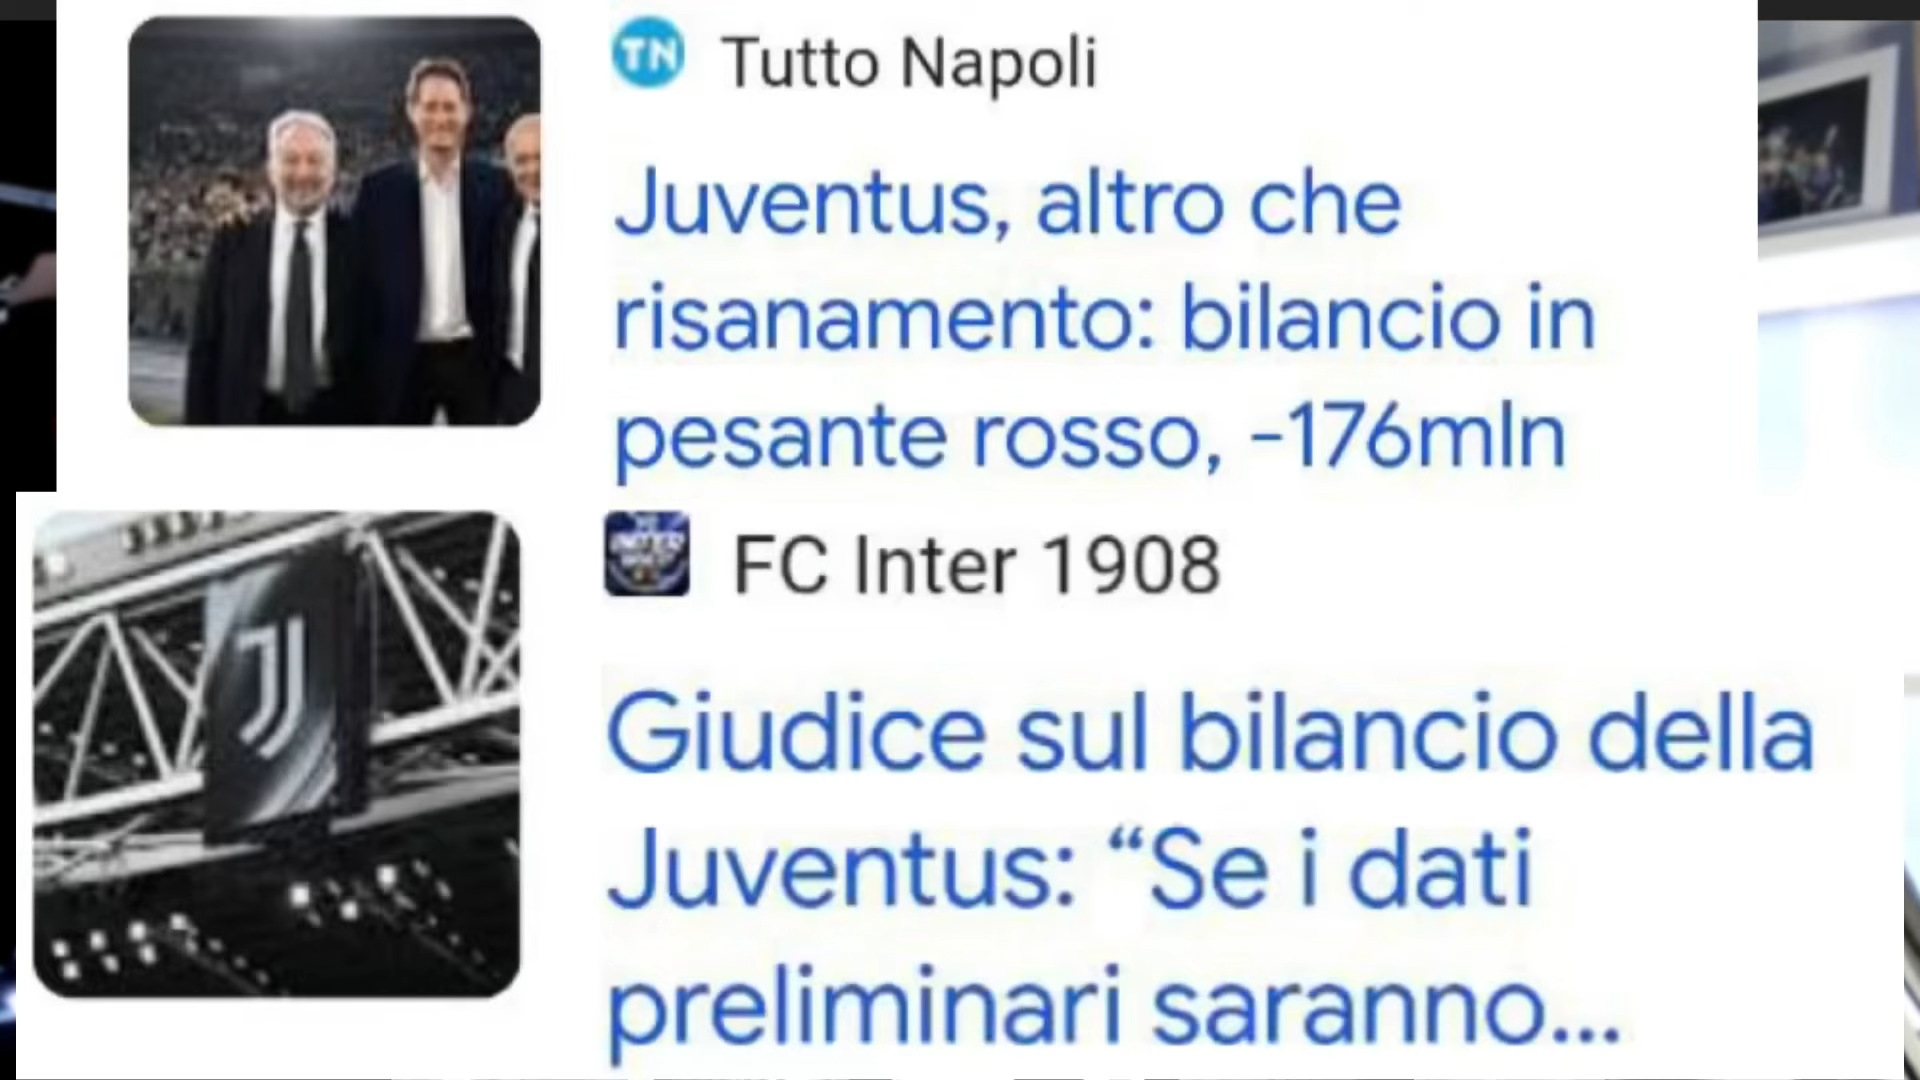 TN Tutto Napoli
Juventus, altro che
risanamento: bilancio in
pesante rosso, -176mln
FC Inter 1908
Giudice sul bilancio della
Juventus: “Se i dati
preliminari saranno...